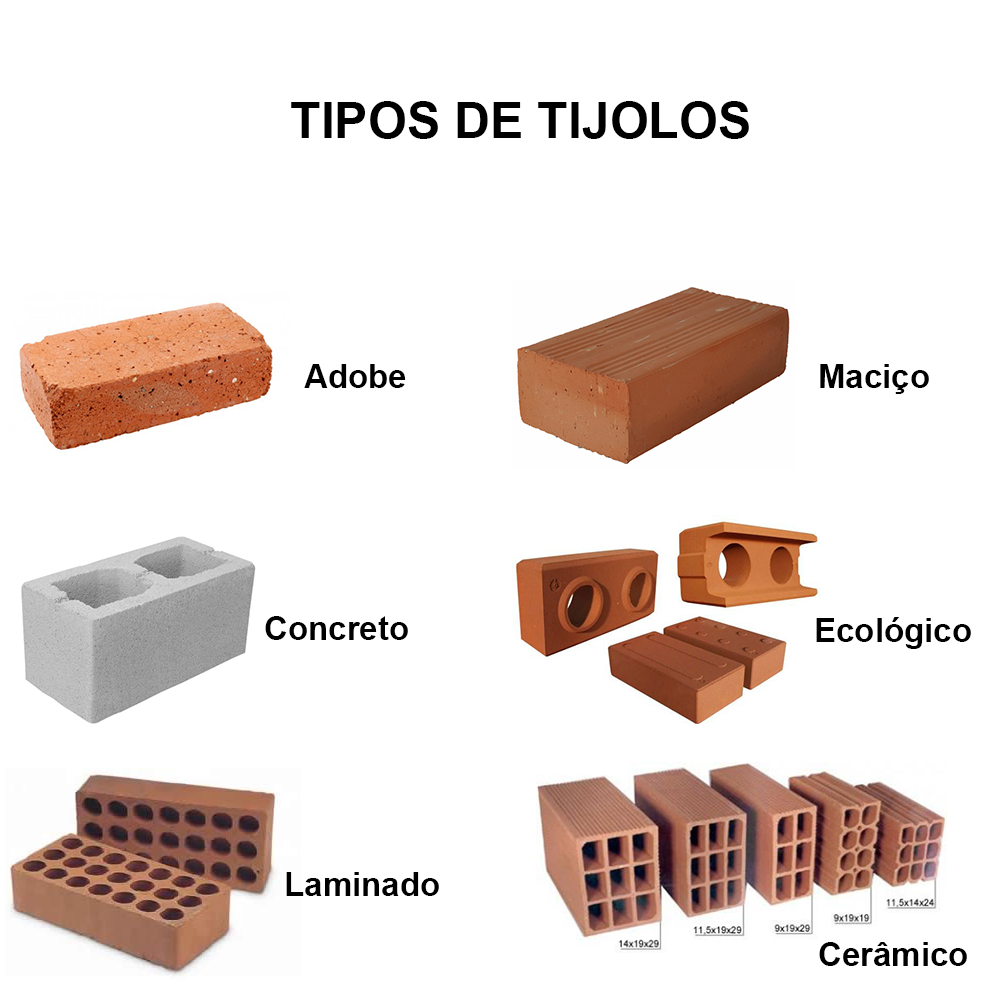 TIPOS DE TIJOLOS
Adobe
Maciço
Concreto
Ecológico
Laminado
14x19x29
11,5x19x29
9x19x29
9x19x19
11,5x14x24
Cerâmico